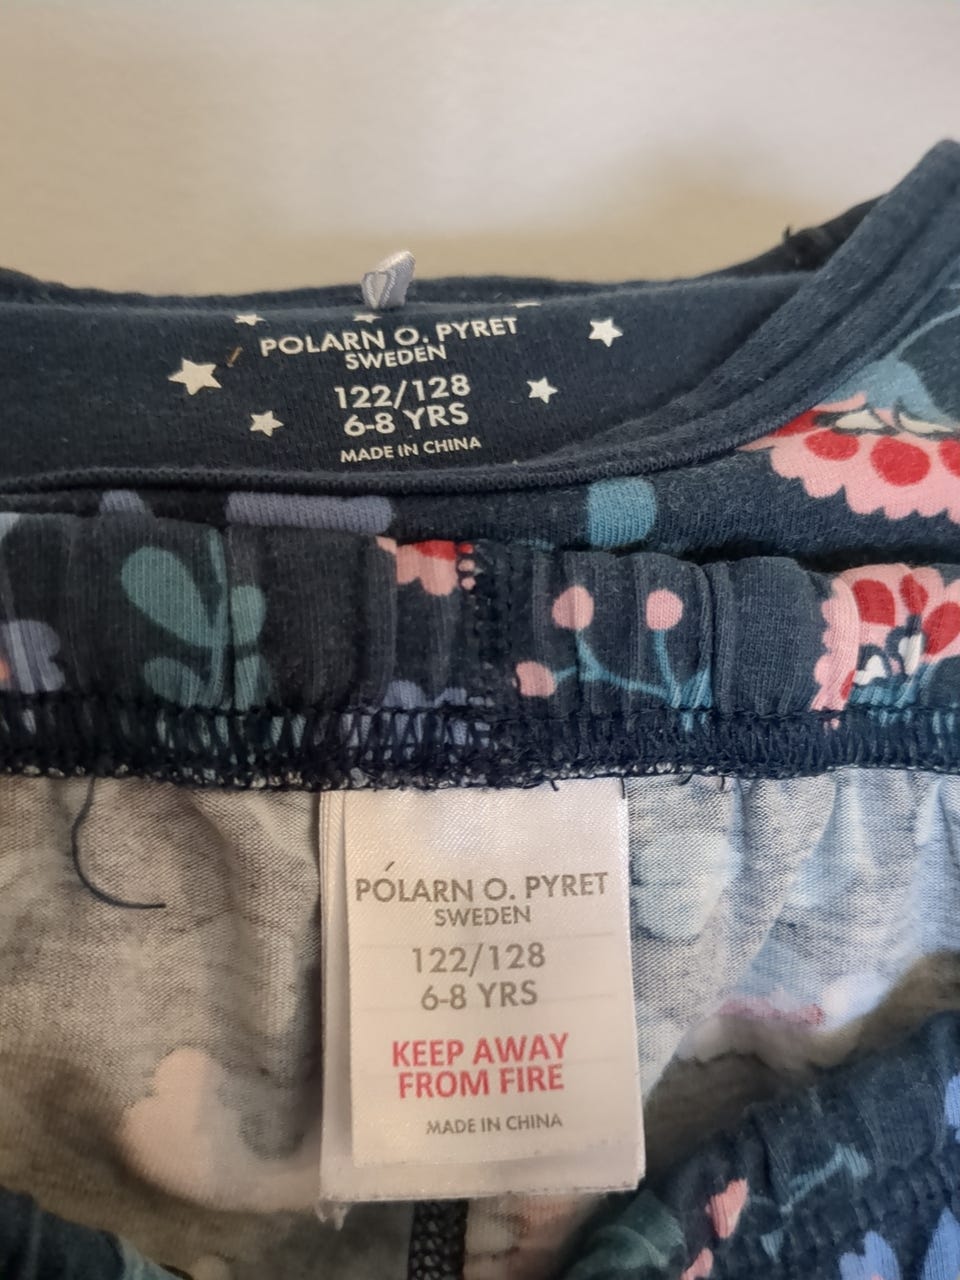 POLARN O. PYRET
SWEDEN
122/128
6-8 YRS
MADE IN CHINA
POLARN O. PYRET
SWEDEN
122/128
6-8 YRS
KEEP AWAY
FROM FIRE
MADE IN CHINA